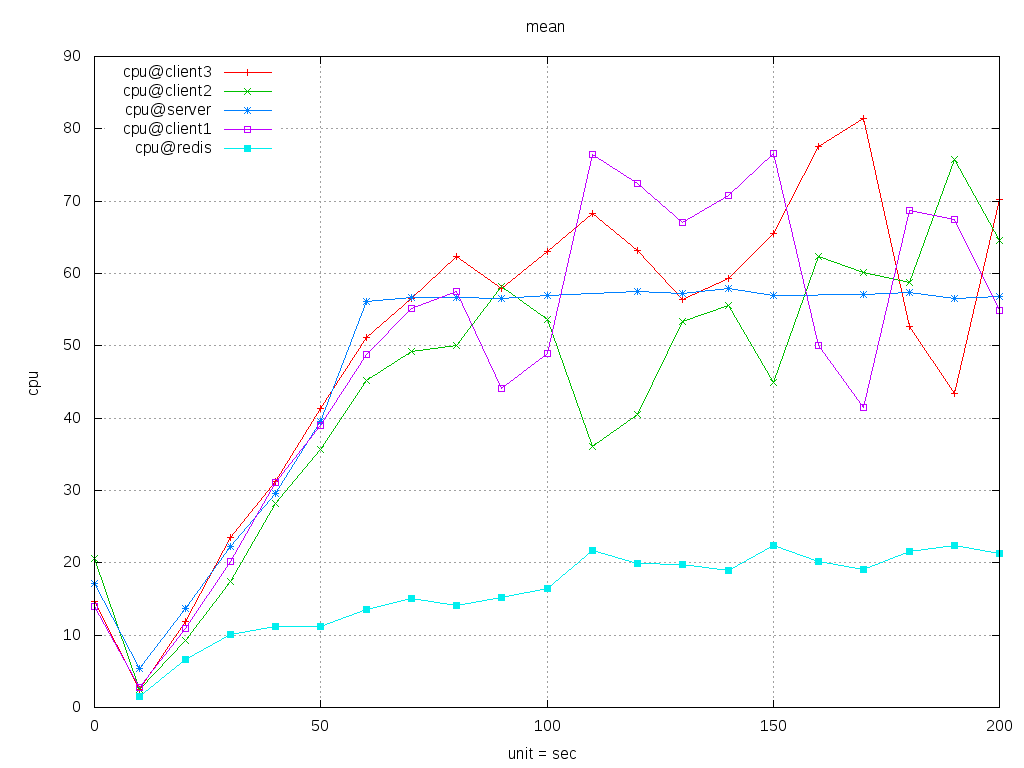 mean
90
80
70
60
50
40
30
20
10
0
cpu
cpu@client3
cpu@client2
cpu@server
cpu@client1
cpu@redis
0 50 100 150 200
unit = sec